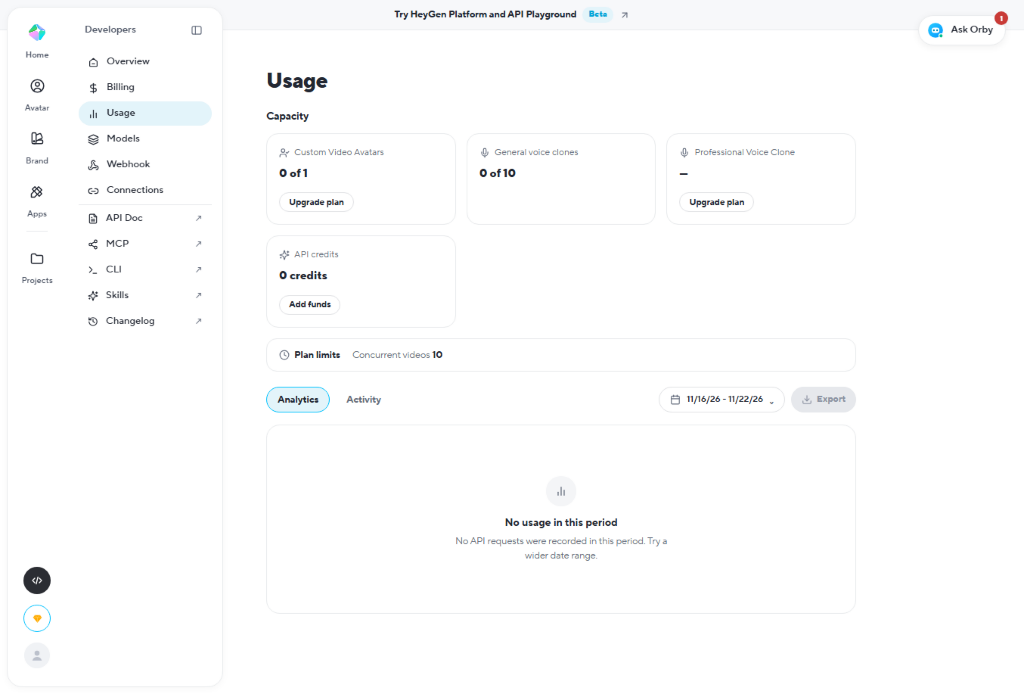 Try HeyGen Platform and API Playground Beta
Ask Orby
1
Home
Avatar
Brand
Apps
Projects
Developers
Overview
Billing
Usage
Models
Webhook
Connections
API Doc
MCP
CLI
Skills
Changelog
Usage
Capacity
Custom Video Avatars
0 of 1
Upgrade plan
General voice clones
0 of 10
Professional Voice Clone
–
Upgrade plan
API credits
0 credits
Add funds
Plan limits Concurrent videos 10
Analytics Activity
11/16/26 - 11/22/26
Export
No usage in this period
No API requests were recorded in this period. Try a
wider date range.